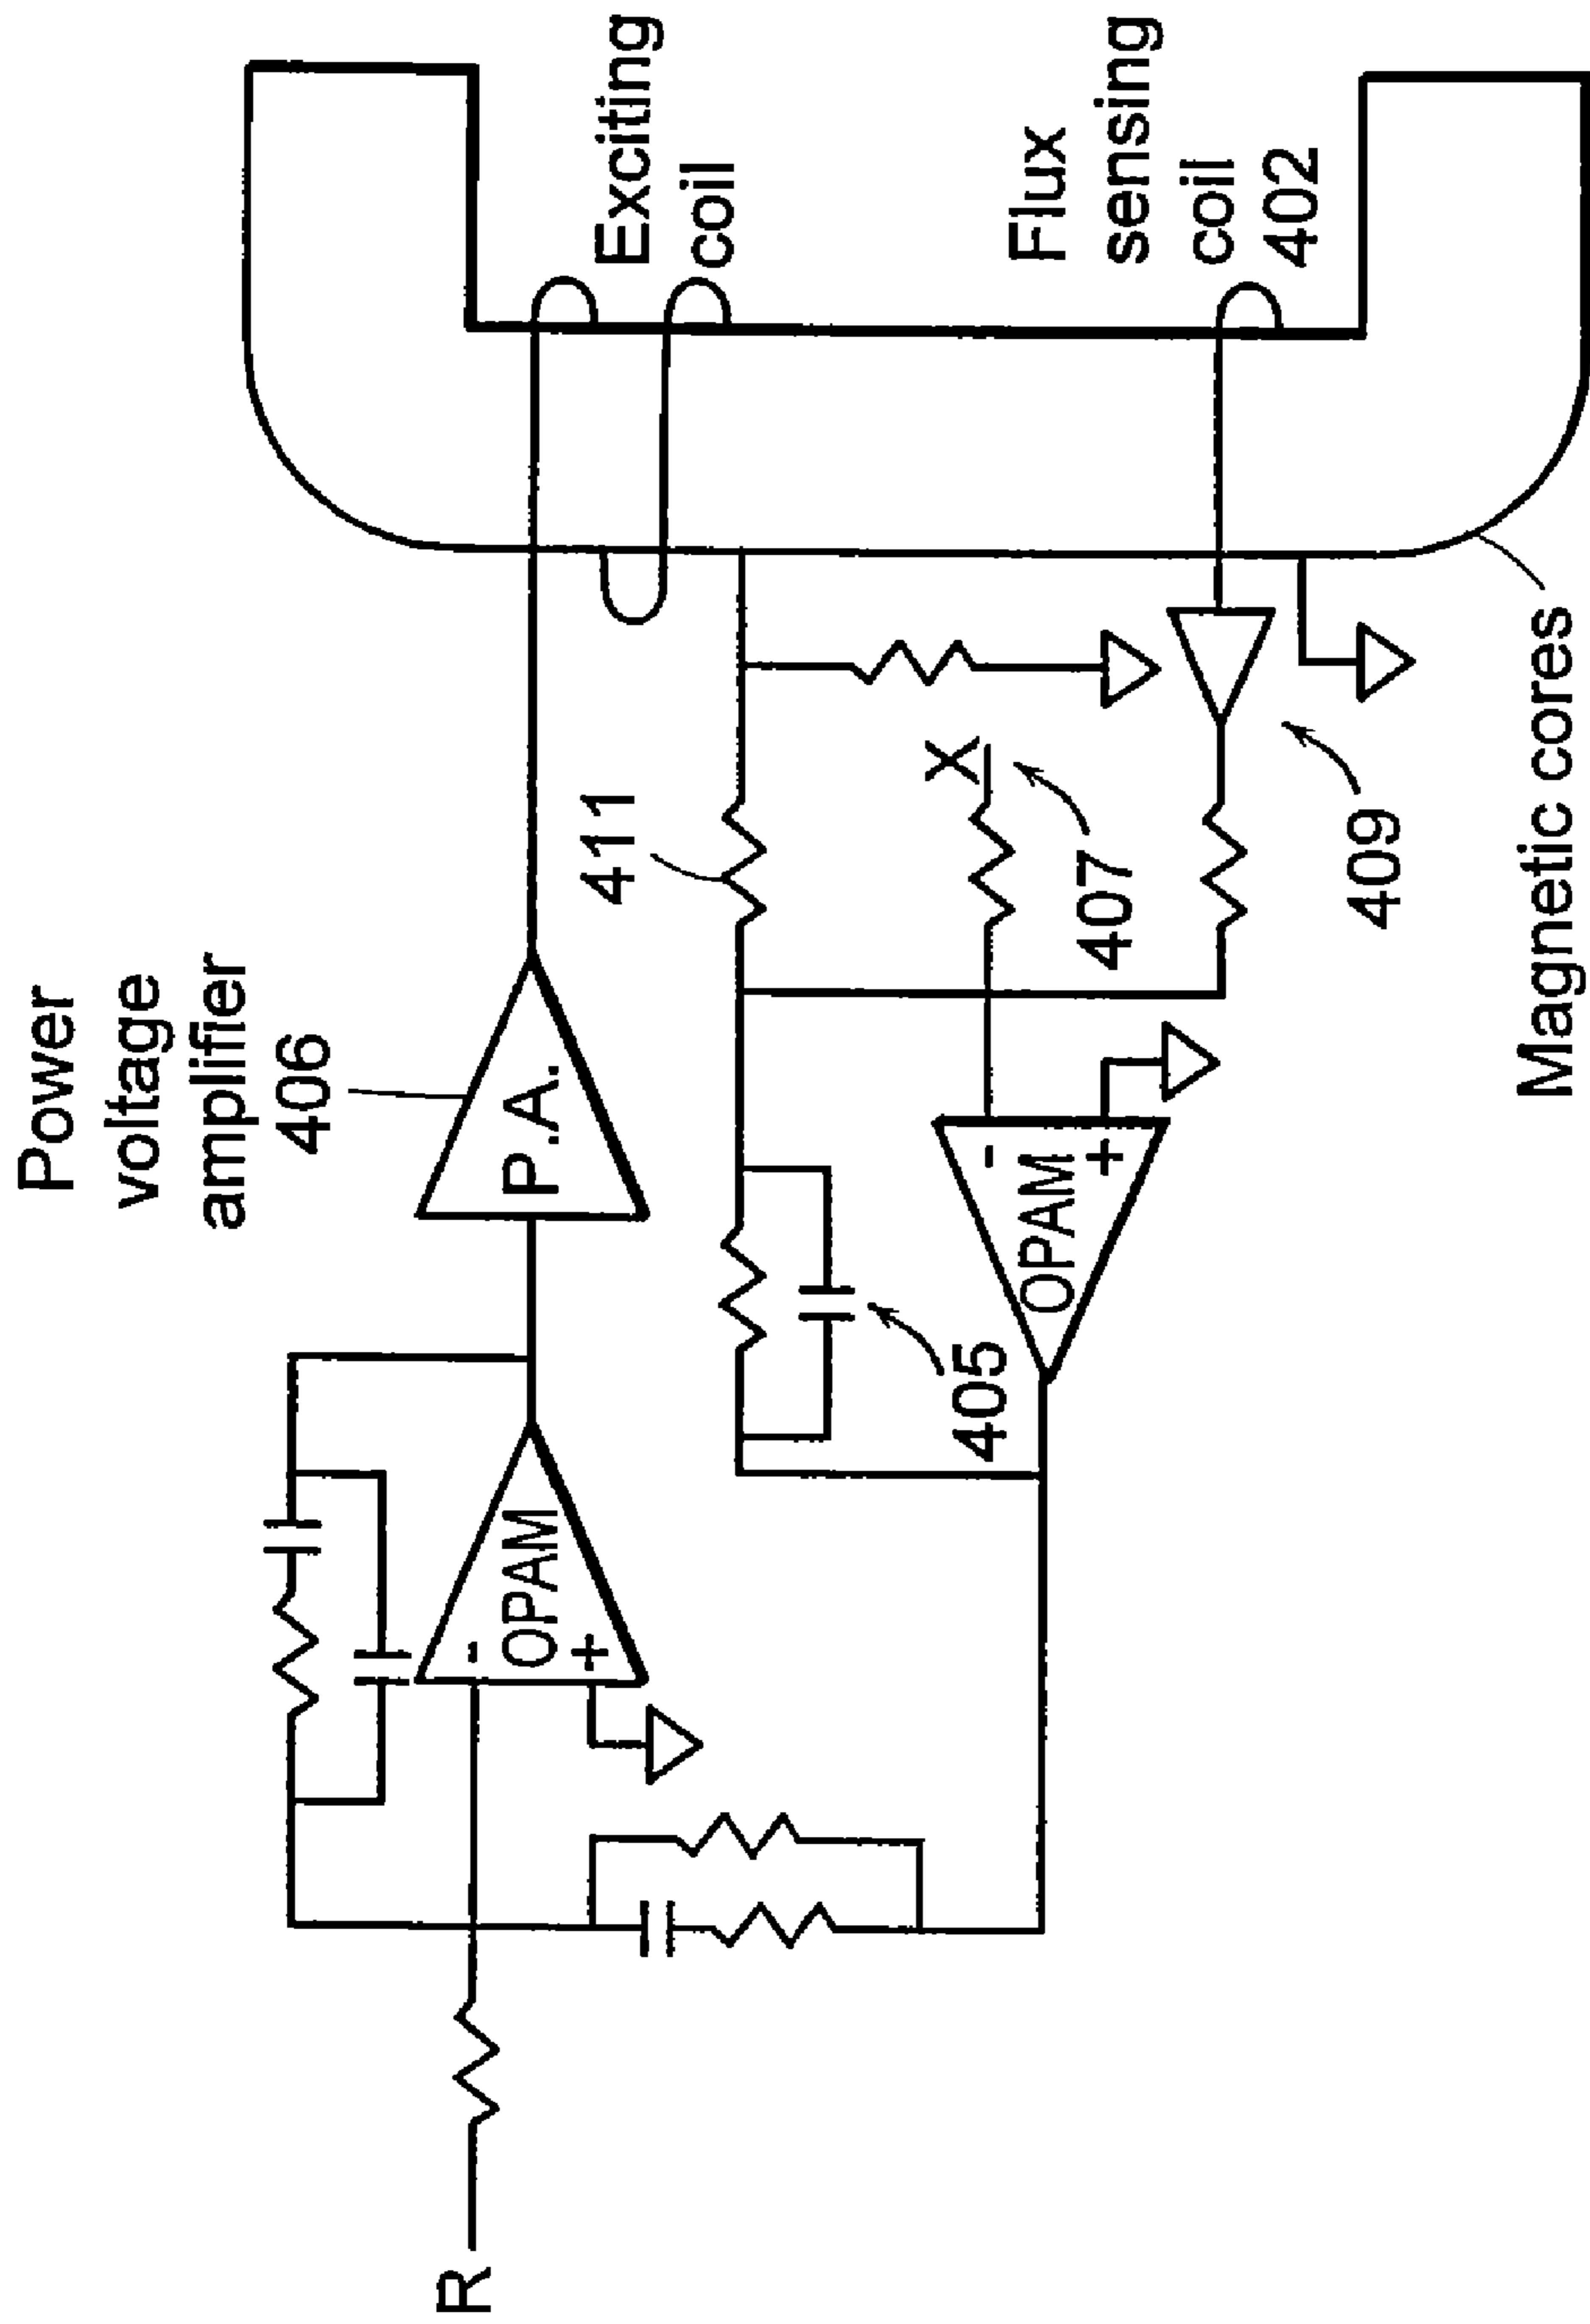 Power
voltage
amplifier
406
P.A.
OPAM
-
+
R
Exciting
coil
411
X
407
Flux
sensing
coil
402
409
405
-
OPAM
+
Magnetic cores